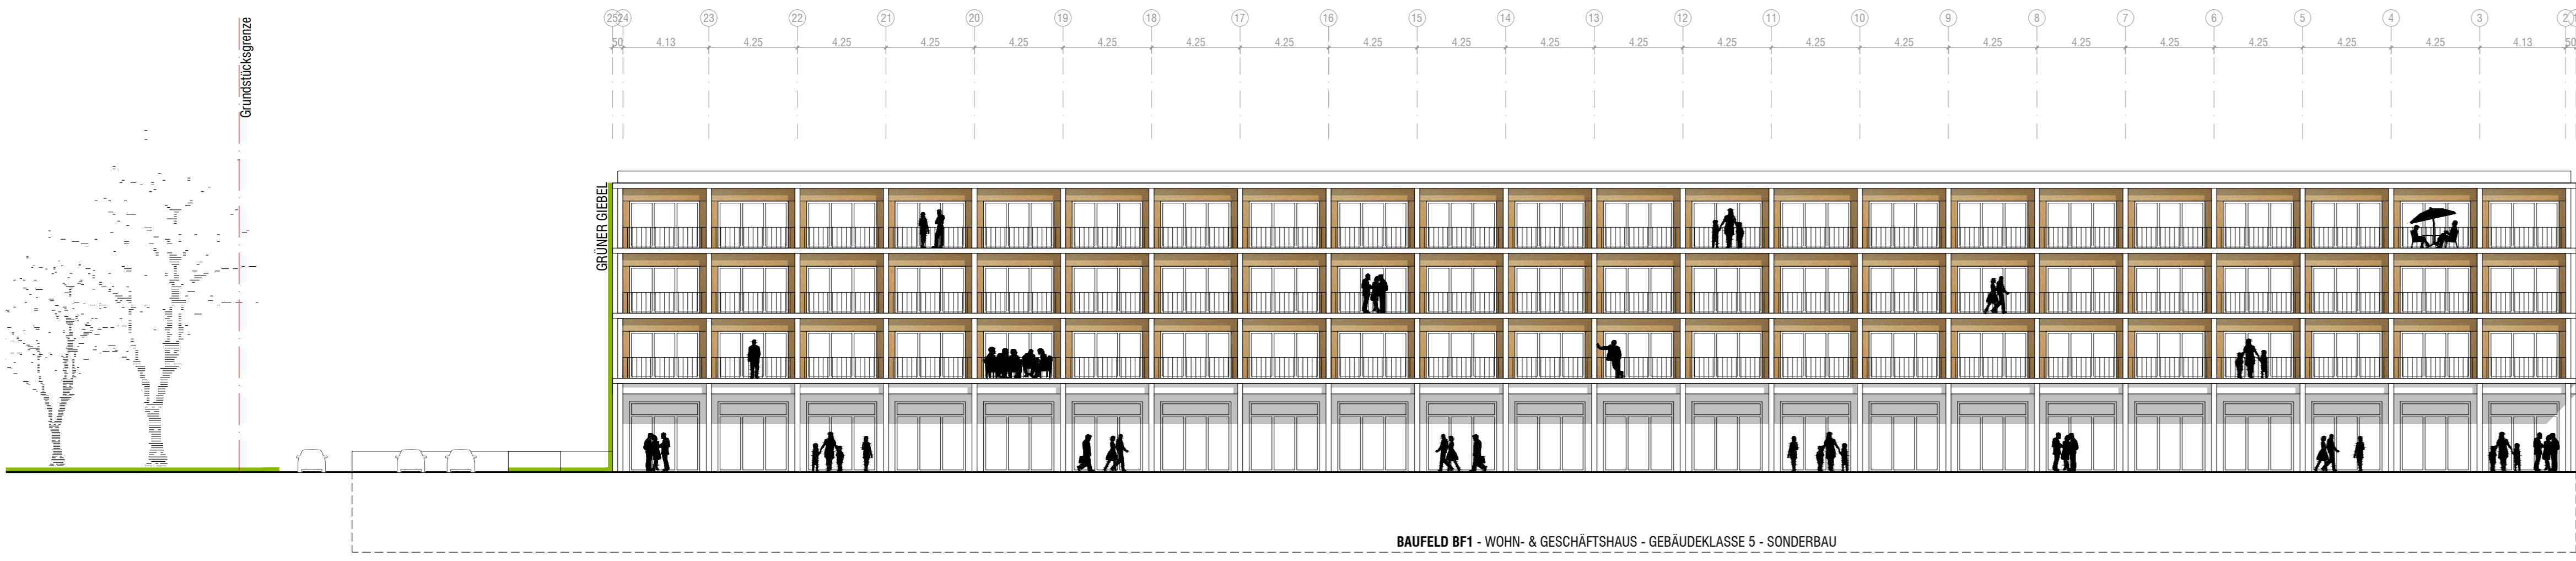 25 24 23 22 21 20 19 18 17 16 15 14 13 12 11 10 9 8 7 6 5 4 3 2
50 4.13 4.25 4.25 4.25 4.25 4.25 4.25 4.25 4.25 4.25 4.25 4.25 4.25 4.25 4.25 4.25 4.25 4.25 4.25 4.25 4.25 4.13 50
Grundstücksgrenze
GRÜNER GIEBEL
BAUFELD BF1 - WOHN- & GESCHÄFTSHAUS - GEBÄUDEKLASSE 5 - SONDERBAU